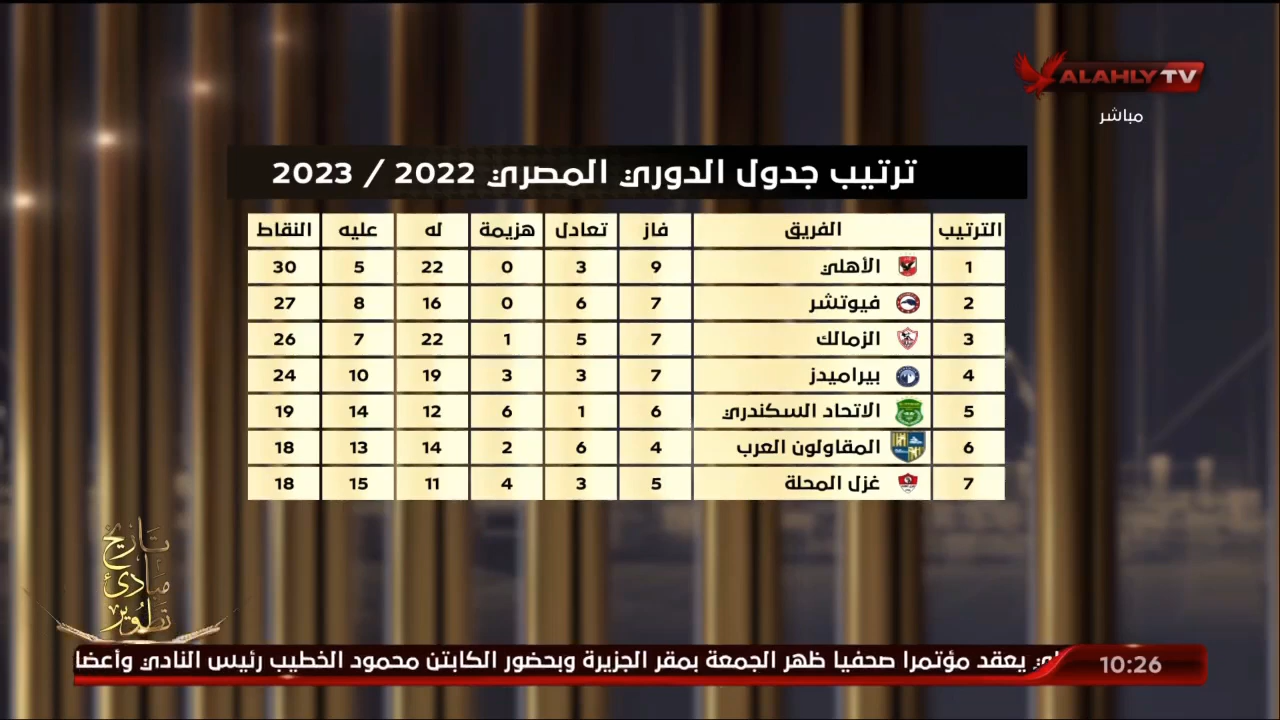 ALAHLY TV
مباشر
ترتيب جدول الدوري المصري 2022 / 2023
الترتيب الفريق فاز تعادل هزيمة له عليه النقاط
1 الأهلي 9 3 0 22 5 30
2 فيوتشر 7 6 0 16 8 27
3 الزمالك 7 5 1 22 7 26
4 بيراميدز 7 3 3 19 10 24
5 الاتحاد السكندري 6 1 6 12 14 19
6 المقاولون العرب 4 6 2 14 13 18
7 غزل المحلة 5 3 4 11 15 18
تاريخ
مبادئ
تطوير
يعقد مؤتمرا صحفيا ظهر الجمعة بمقر الجزيرة وبحضور الكابتن محمود الخطيب رئيس النادي وأعضا
10:26